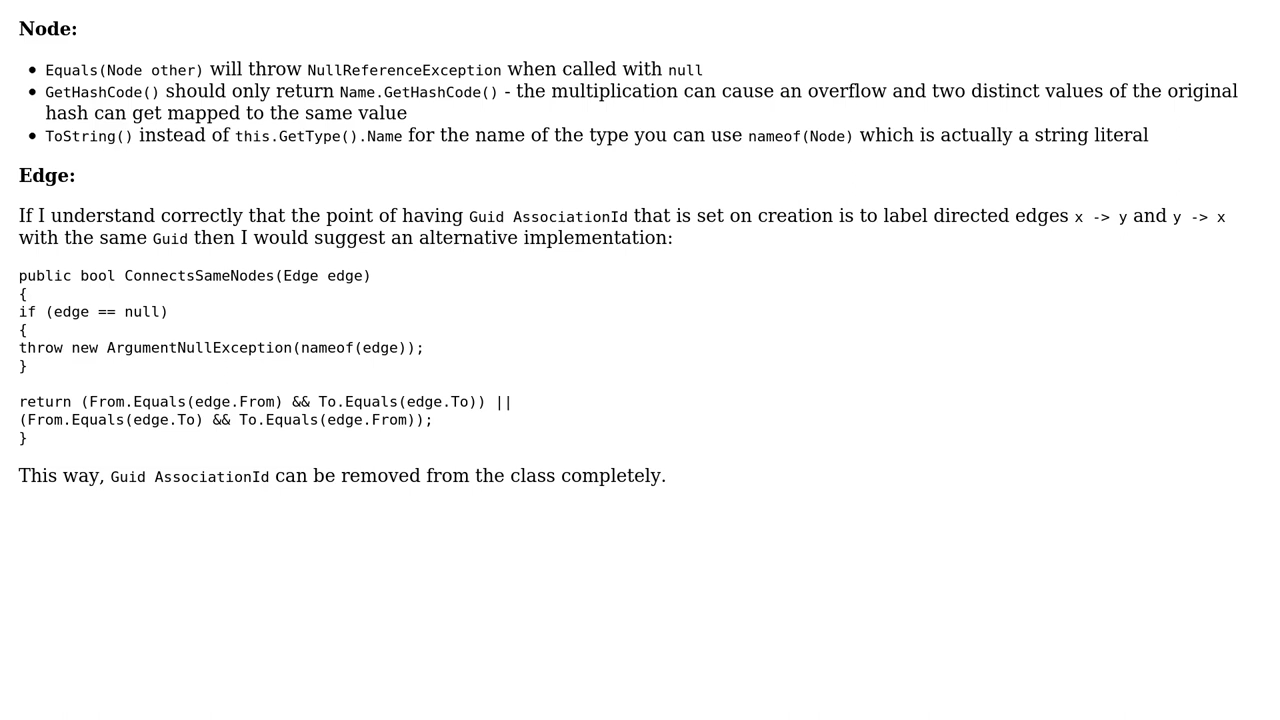 Node:
Equals(Node other) will throw NullReferenceException when called with null
GetHashCode() should only return Name.GetHashCode() - the multiplication can cause an overflow and two distinct values of the original
hash can get mapped to the same value
ToString() instead of this.GetType().Name for the name of the type you can use nameof(Node) which is actually a string literal
Edge:
If I understand correctly that the point of having Guid AssociationId that is set on creation is to label directed edges x -> y and y -> x
with the same Guid then I would suggest an alternative implementation:
public bool ConnectsSameNodes(Edge edge)
{
if (edge == null)
{
throw new ArgumentNullException(nameof(edge));
}
return (From.Equals(edge.From) && To.Equals(edge.To)) ||
(From.Equals(edge.To) && To.Equals(edge.From));
}
This way, Guid AssociationId can be removed from the class completely.